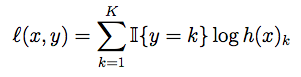 ℓ(x, y) = ∑_{k=1}^{K} 𝕀{y = k} log h(x)_k